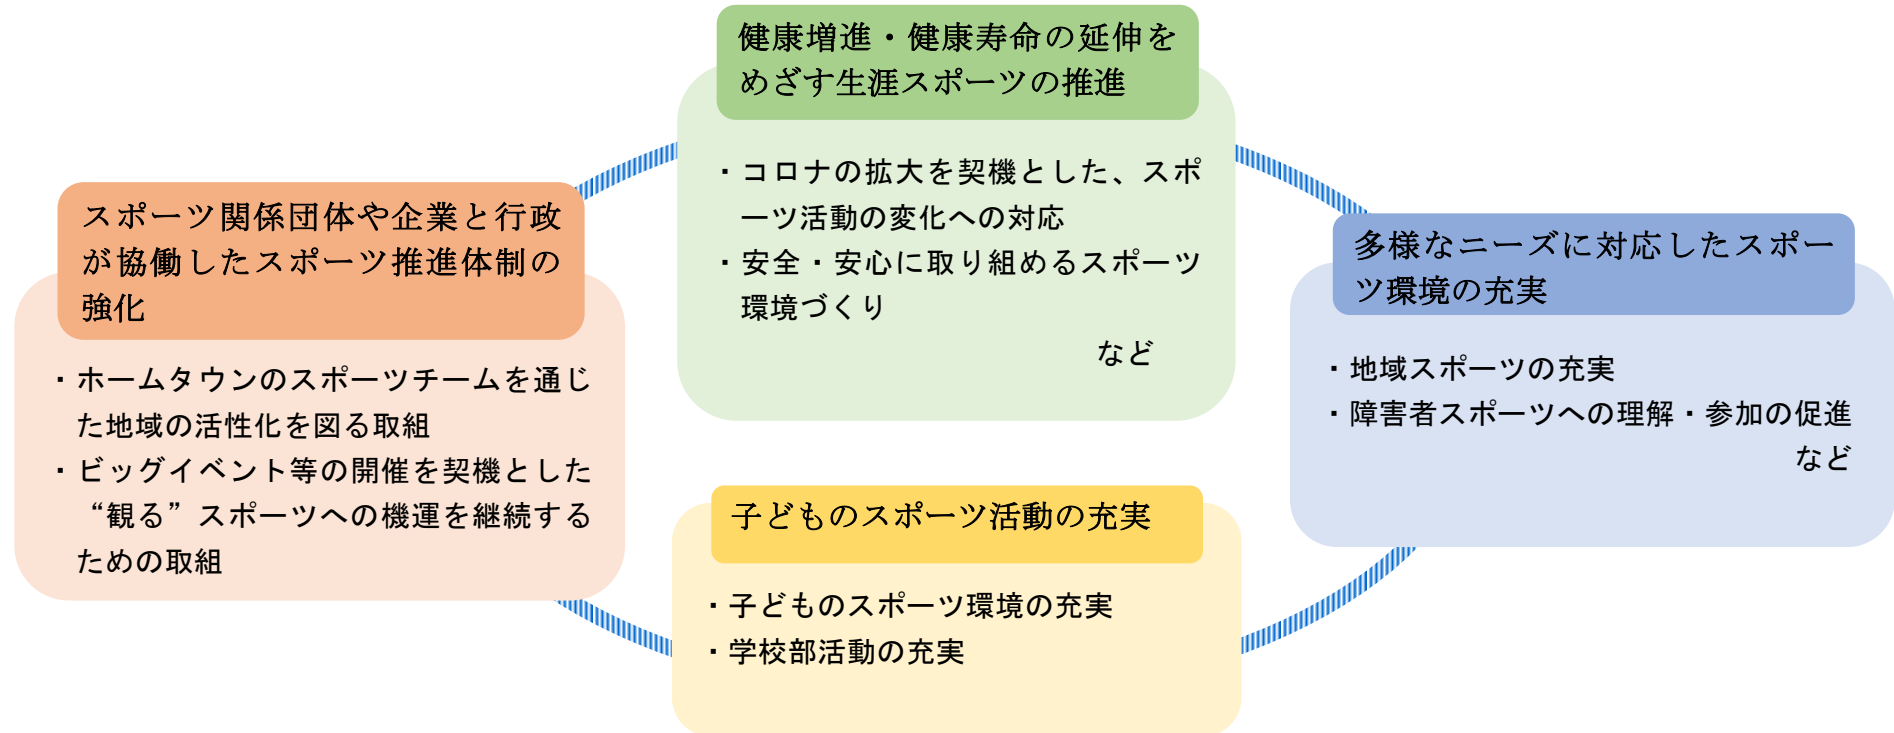 健康増進・健康寿命の延伸を
めざす生涯スポーツの推進
・コロナの拡大を契機とした、スポ
ーツ活動の変化への対応
・安全・安心に取り組めるスポーツ
環境づくり
など
スポーツ関係団体や企業と行政
が協働したスポーツ推進体制の
強化
・ホームタウンのスポーツチームを通じ
た地域の活性化を図る取組
・ビッグイベント等の開催を契機とした
“観る”スポーツへの機運を継続する
ための取組
多様なニーズに対応したスポー
ツ環境の充実
・地域スポーツの充実
・障害者スポーツへの理解・参加の促進
など
子どものスポーツ活動の充実
・子どものスポーツ環境の充実
・学校部活動の充実